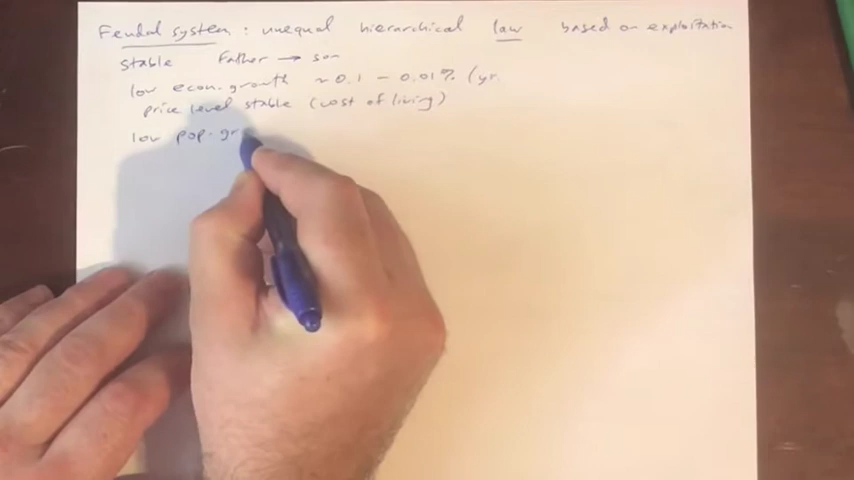 Feudal system : unequal hierarchical law based on exploitation
stable Father → son
low econ. growth ~0.1 - 0.01% (yr.
price level stable (cost of living)
low pop. gr